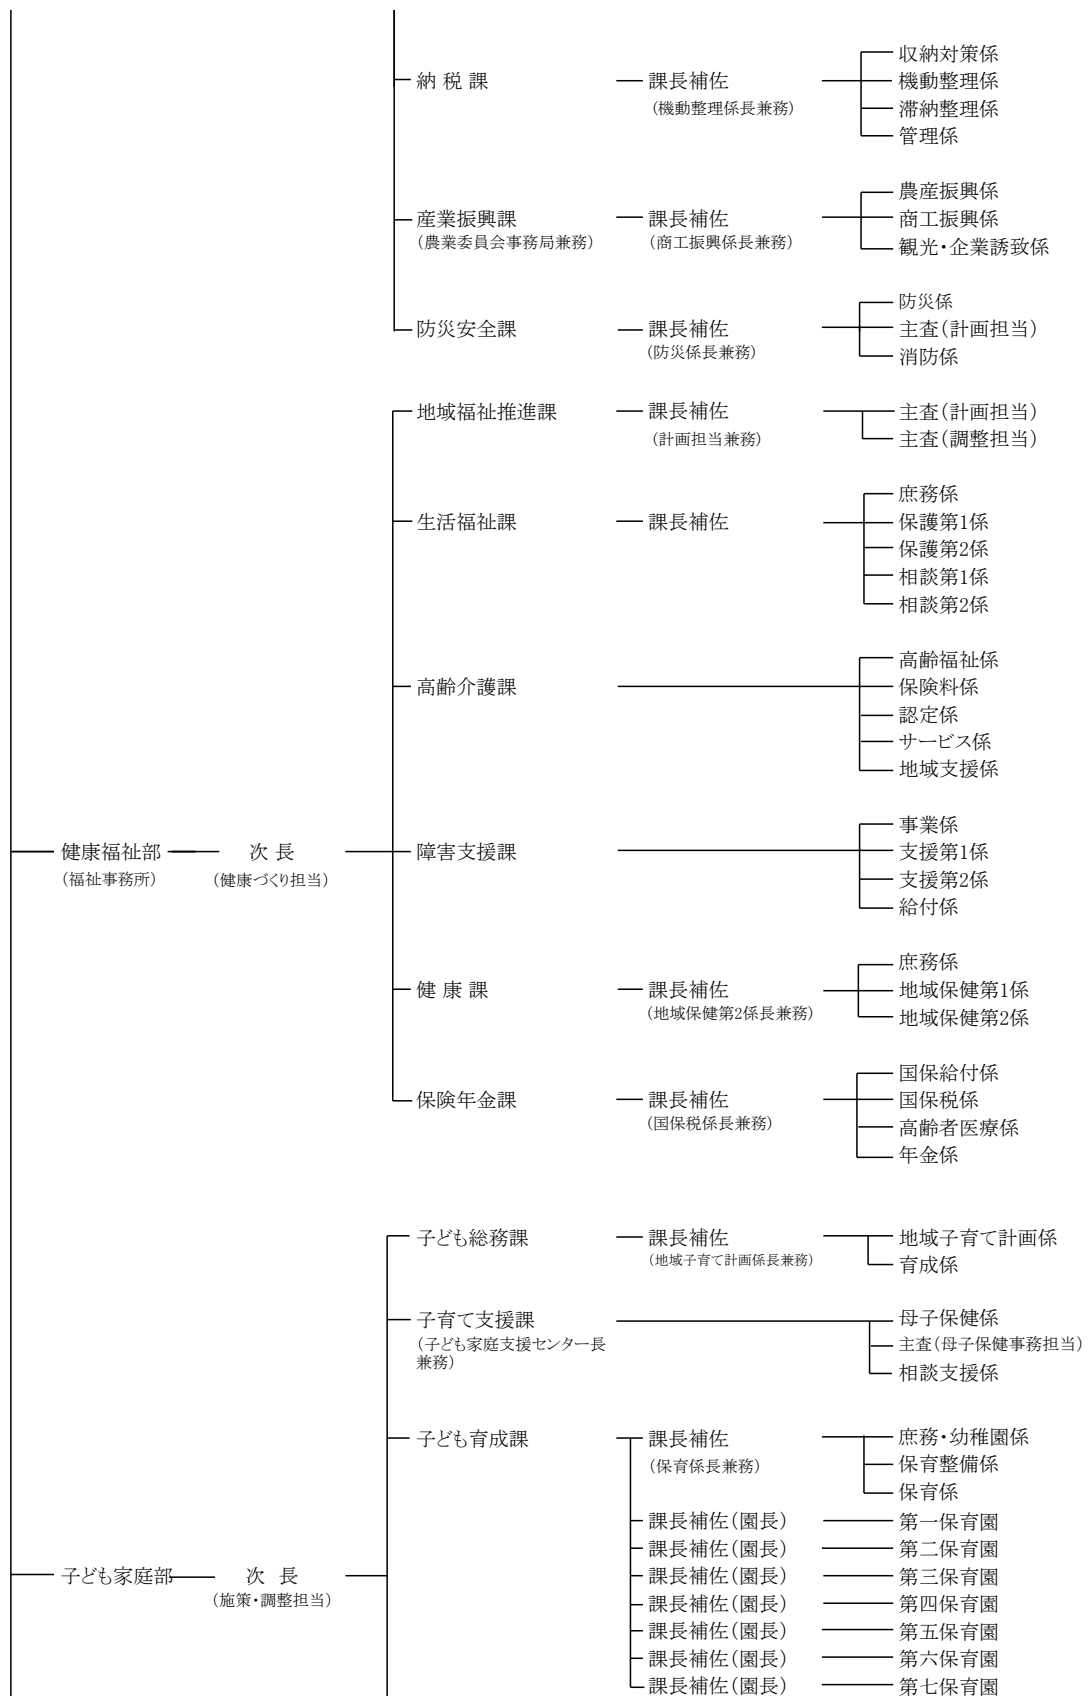 収納対策係
納 税 課 課長補佐 機動整理係
(機動整理係長兼務) 滞納整理係
管理係
農産振興係
産業振興課 課長補佐 商工振興係
(農業委員会事務局兼務) (商工振興係長兼務) 観光・企業誘致係
防災係
防災安全課 課長補佐 主査(計画担当)
(防災係長兼務) 消防係
地域福祉推進課 課長補佐 主査(計画担当)
(計画担当兼務) 主査(調整担当)
庶務係
生活福祉課 課長補佐 保護第1係
保護第2係
相談第1係
相談第2係
高齢福祉係
高齢介護課 保険料係
認定係
サービス係
地域支援係
事業係
健康福祉部 次 長 障害支援課 支援第1係
(福祉事務所) (健康づくり担当) 支援第2係
給付係
庶務係
健 康 課 課長補佐 地域保健第1係
(地域保健第2係長兼務) 地域保健第2係
国保給付係
保険年金課 課長補佐 国保税係
(国保税係長兼務) 高齢者医療係
年金係
子ども総務課 課長補佐 地域子育て計画係
(地域子育て計画係長兼務) 育成係
子育て支援課 母子保健係
(子ども家庭支援センター長 主査(母子保健事務担当)
兼務) 相談支援係
子ども育成課 課長補佐 庶務・幼稚園係
(保育係長兼務) 保育整備係
保育係
課長補佐(園長) 第一保育園
課長補佐(園長) 第二保育園
子ども家庭部 次 長 課長補佐(園長) 第三保育園
(施策・調整担当) 課長補佐(園長) 第四保育園
課長補佐(園長) 第五保育園
課長補佐(園長) 第六保育園
課長補佐(園長) 第七保育園